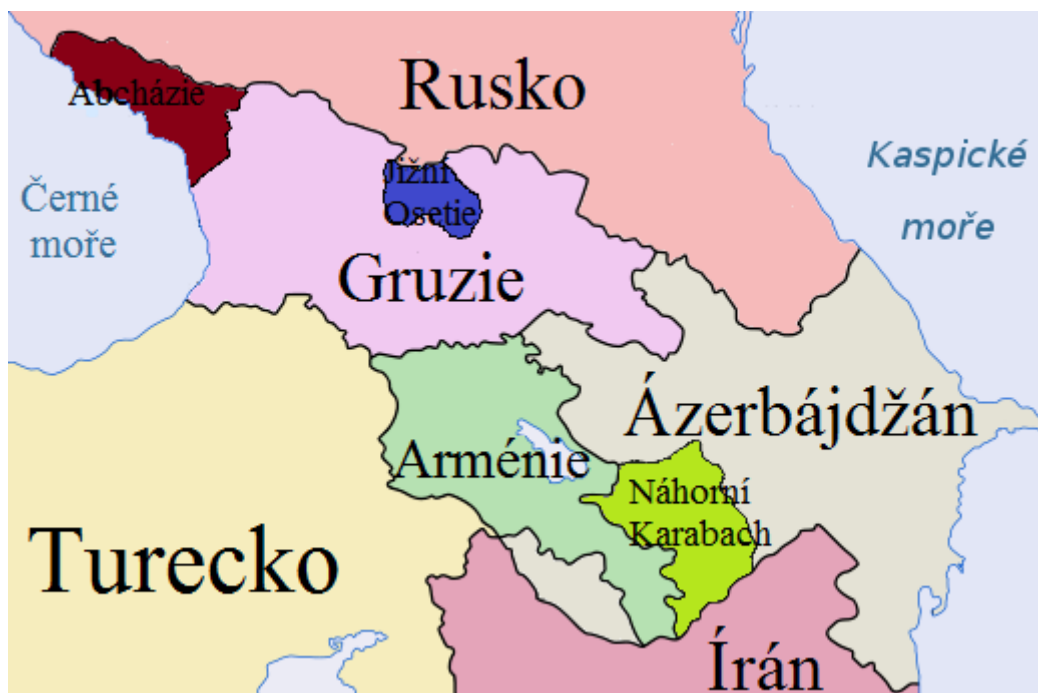 Rusko
Abcházie
Kaspické
moře
Jižní
Osetie
Černé
moře
Gruzie
Ázerbájdžán
Arménie
Náhorní
Karabach
Turecko
Írán